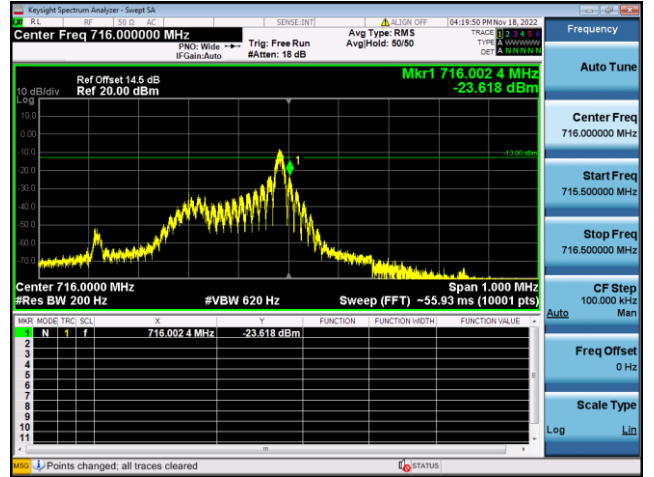 Keysight Spectrum Analyzer - Swept SA
RL RF 50 Ω AC SENSE:INT ALIGN OFF 04:19:50 PM Nov 18, 2022
Center Freq 716.000000 MHz
PNO: Wide
IFGain:Auto
Trig: Free Run
#Atten: 18 dB
Avg Type: RMS
Avg|Hold: 50/50
TRACE 1 2 3 4 5 6
TYPE A WWWWW
DET A N N N N N
Ref Offset 14.5 dB
10 dB/div Ref 20.00 dBm
Log
Mkr1 716.002 4 MHz
-23.618 dBm
10.0
0.00
-10.0
-20.0
-30.0
-40.0
-50.0
-60.0
-70.0
-13.00 dBm
1
Center 716.0000 MHz Span 1.000 MHz
#Res BW 200 Hz #VBW 620 Hz Sweep (FFT) ~55.93 ms (10001 pts)
MKR MODE TRC SCL X Y FUNCTION FUNCTION WIDTH FUNCTION VALUE
1 N 1 f 716.002 4 MHz -23.618 dBm
2
3
4
5
6
7
8
9
10
11
MSG Points changed; all traces cleared STATUS
Frequency
Auto Tune
Center Freq
716.000000 MHz
Start Freq
715.500000 MHz
Stop Freq
716.500000 MHz
CF Step
100.000 kHz
Auto Man
Freq Offset
0 Hz
Scale Type
Log Lin